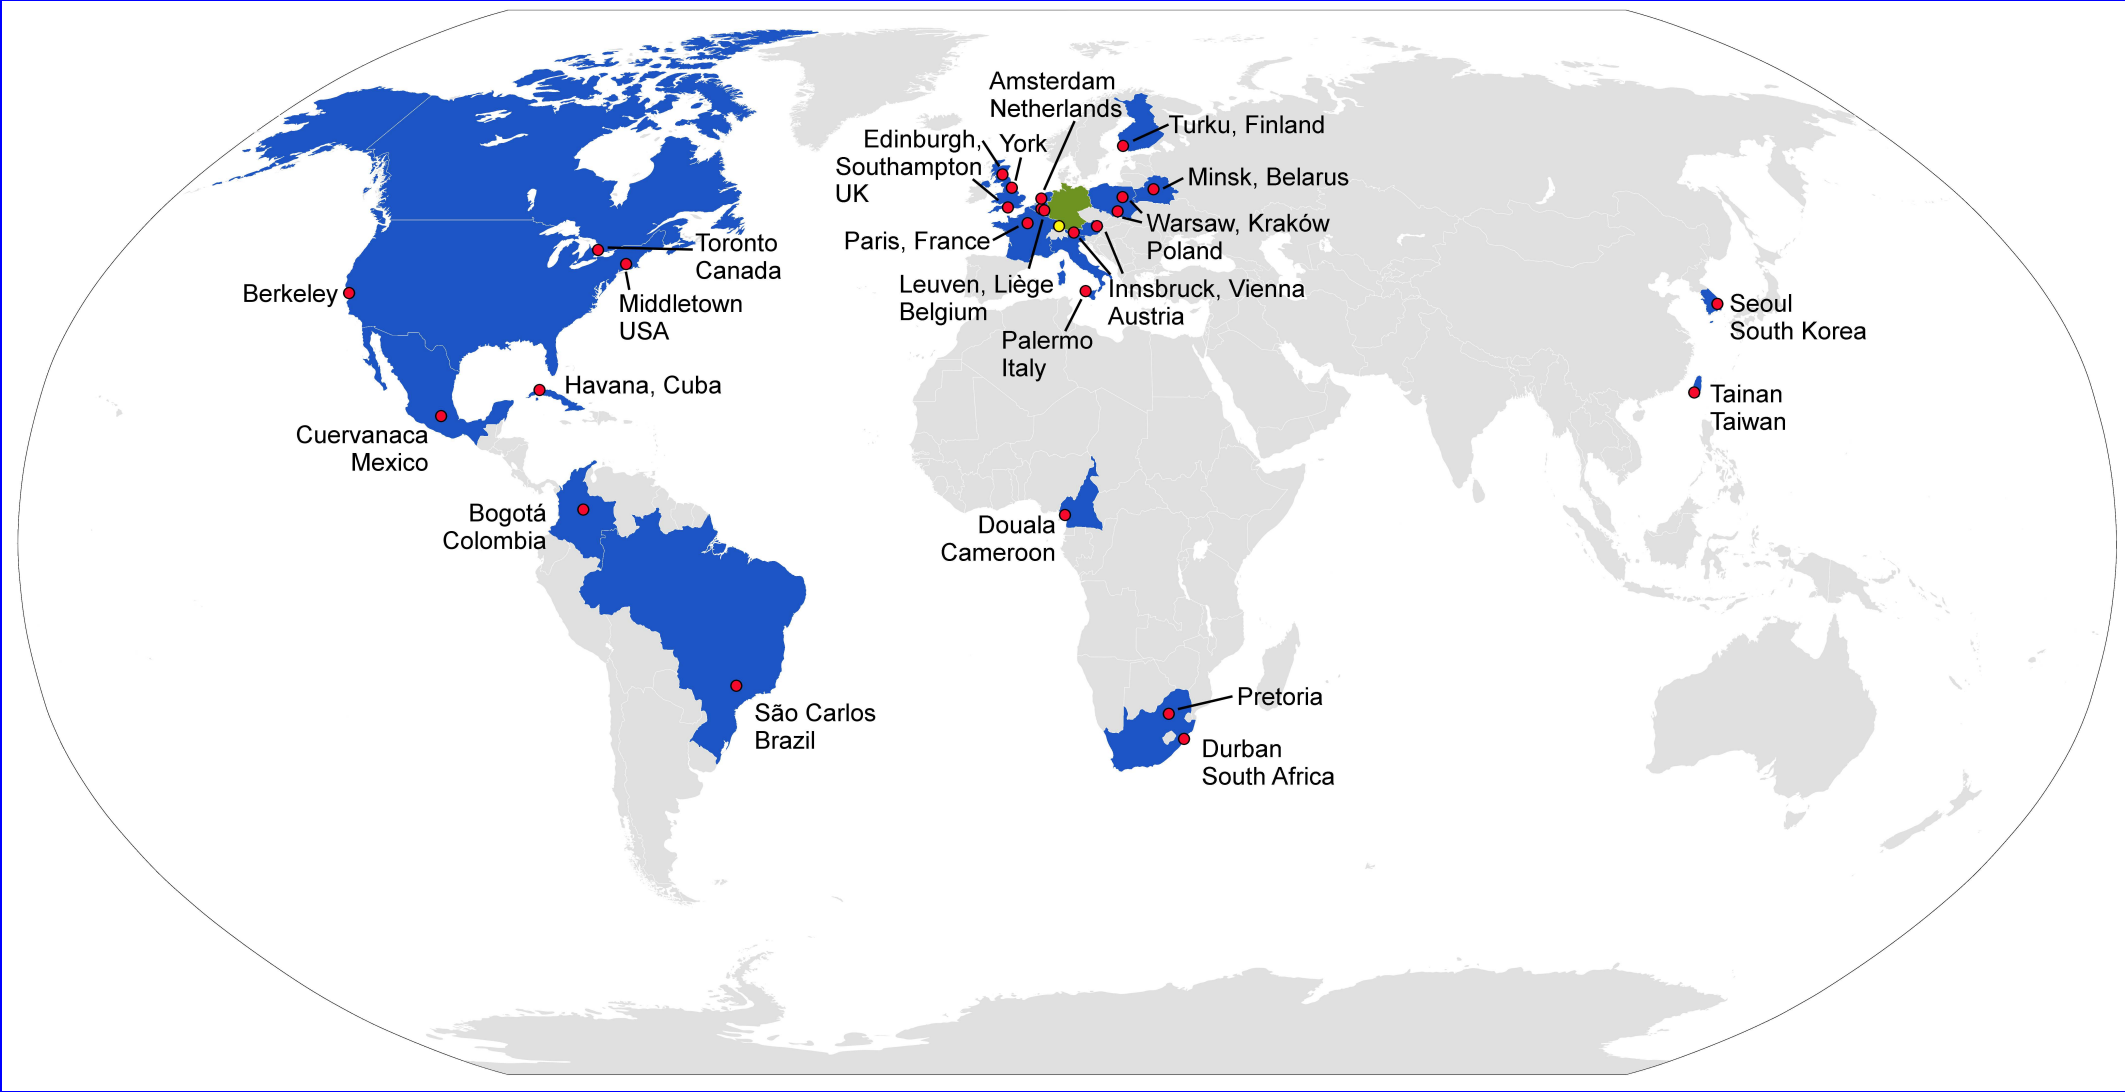 Amsterdam
Netherlands
Edinburgh,
Southampton
UK
York
Turku, Finland
Minsk, Belarus
Warsaw, Kraków
Poland
Paris, France
Leuven, Liège
Belgium
Innsbruck, Vienna
Austria
Palermo
Italy
Toronto
Canada
Berkeley
Middletown
USA
Havana, Cuba
Cuervanaca
Mexico
Bogotá
Colombia
São Carlos
Brazil
Douala
Cameroon
Pretoria
Durban
South Africa
Seoul
South Korea
Tainan
Taiwan